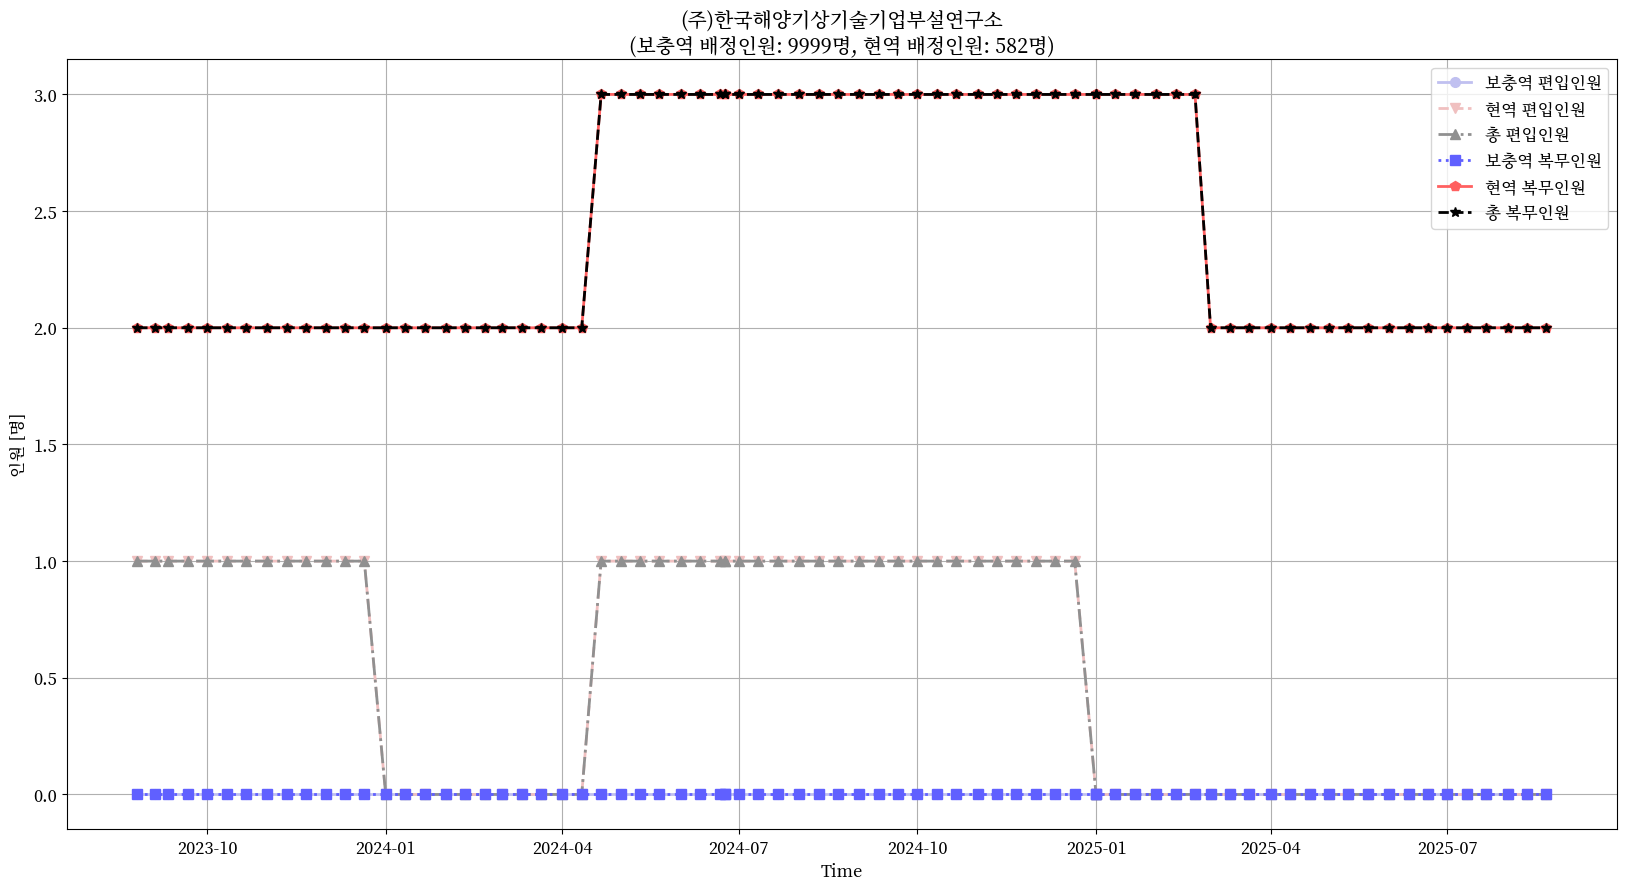 (주)한국해양기상기술기업부설연구소
(보충역 배정인원: 9999명, 현역 배정인원: 582명)
보충역 편입인원
현역 편입인원
총 편입인원
보충역 복무인원
현역 복무인원
총 복무인원
인원 [명]
3.0
2.5
2.0
1.5
1.0
0.5
0.0
2023-10
2024-01
2024-04
2024-07
2024-10
2025-01
2025-04
2025-07
Time